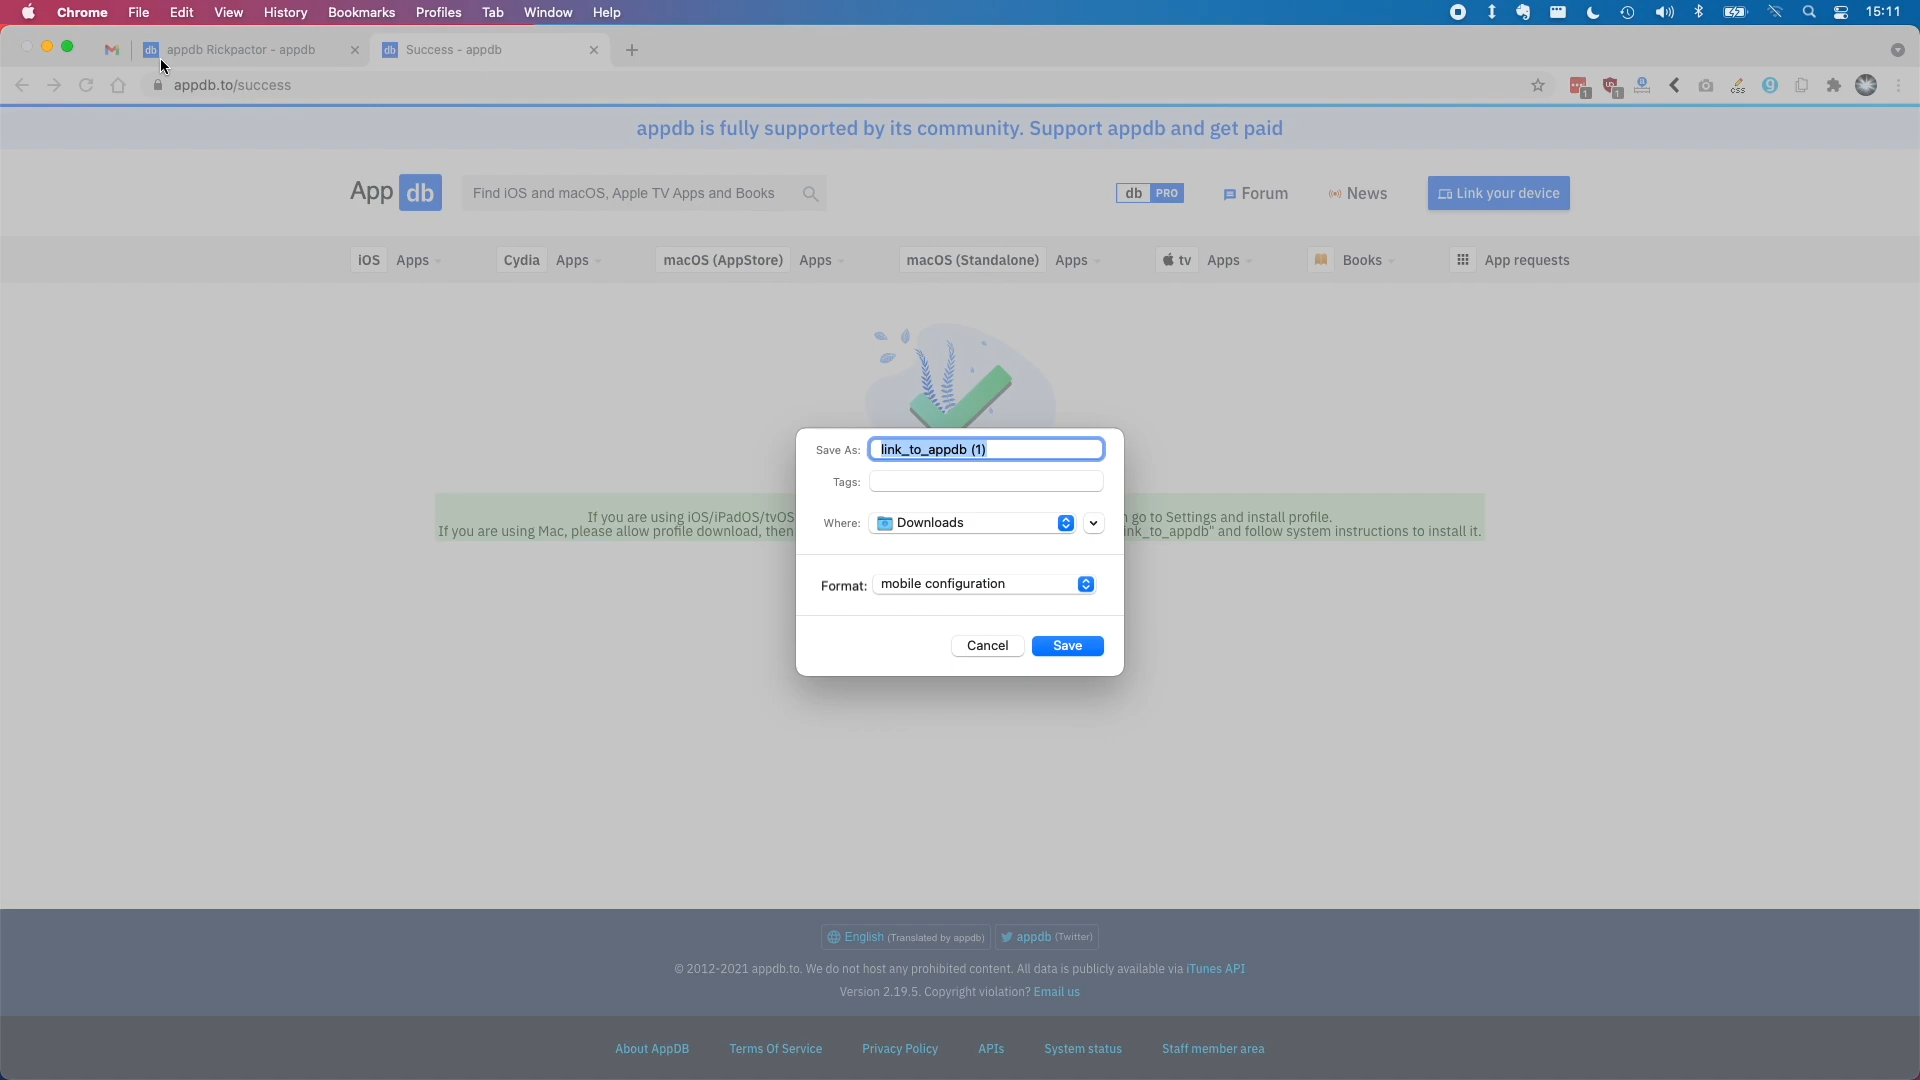 Chrome File Edit View History Bookmarks Profiles Tab Window Help 15:11
db appdb Rickpactor - appdb db Success - appdb
appdb.to/success
1 1 css g
appdb is fully supported by its community. Support appdb and get paid
App db Find iOS and macOS, Apple TV Apps and Books db PRO Forum News Link your device
iOS Apps Cydia Apps macOS (AppStore) Apps macOS (Standalone) Apps tv Apps Books App requests
Save As: link_to_appdb (1)
Tags:
Where: Downloads
If you are using iOS/iPadOS/tvOS go to Settings and install profile.
If you are using Mac, please allow profile download, then ink_to_appdb" and follow system instructions to install it.
Format: mobile configuration
Cancel Save
English (Translated by appdb) appdb (Twitter)
© 2012-2021 appdb.to. We do not host any prohibited content. All data is publicly available via iTunes API
Version 2.19.5. Copyright violation? Email us
About AppDB Terms Of Service Privacy Policy APIs System status Staff member area